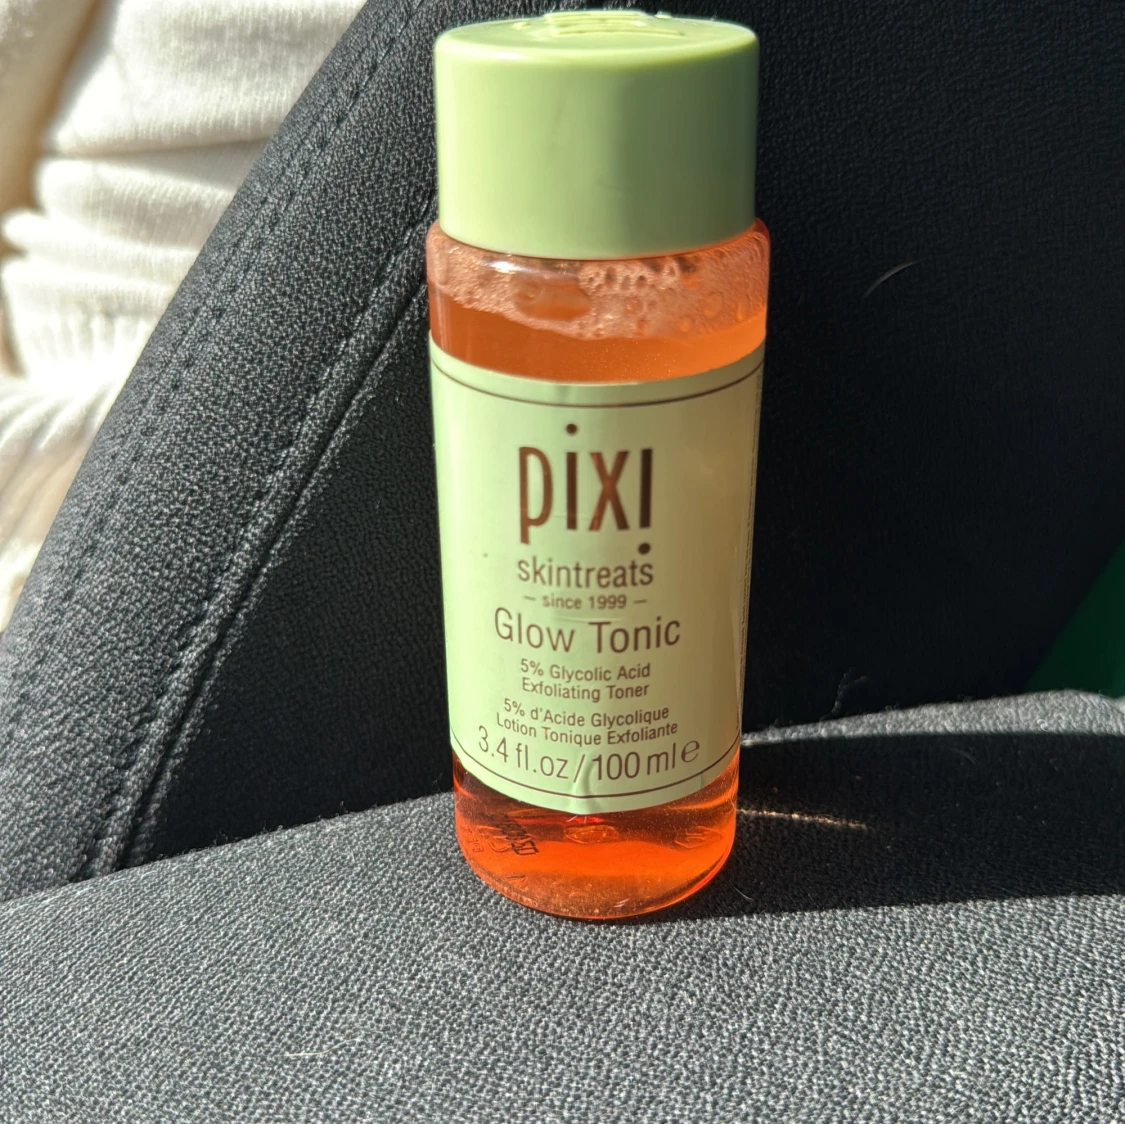 pixi
skintreats
– since 1999 –
Glow Tonic
5% Glycolic Acid
Exfoliating Toner
5% d'Acide Glycolique
Lotion Tonique Exfoliante
3.4 fl.oz/100 ml e